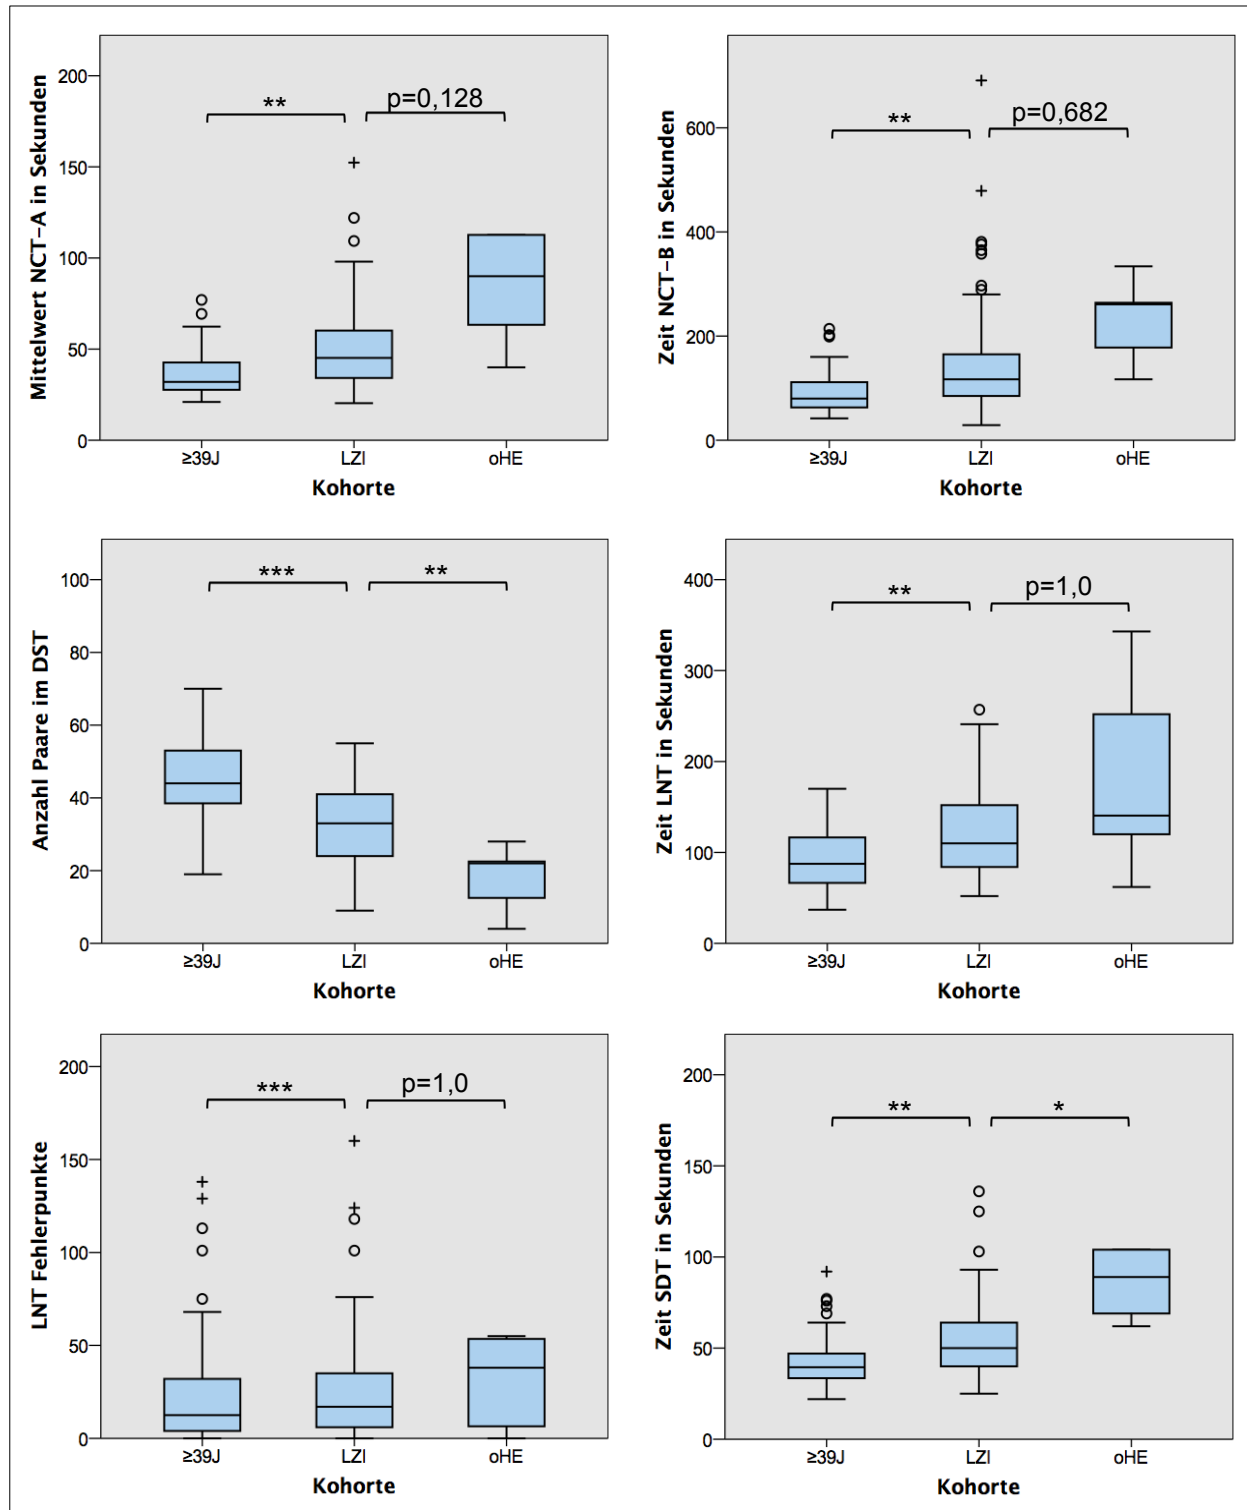 Mittelwert NCT-A in Sekunden
200
150
100
50
0
**
p=0,128
≥39J LZI oHE
Kohorte
Zeit NCT-B in Sekunden
600
400
200
0
**
p=0,682
≥39J LZI oHE
Kohorte
Anzahl Paare im DST
100
80
60
40
20
0
***
**
≥39J LZI oHE
Kohorte
Zeit LNT in Sekunden
400
300
200
100
0
**
p=1,0
≥39J LZI oHE
Kohorte
LNT Fehlerpunkte
200
150
100
50
0
***
p=1,0
≥39J LZI oHE
Kohorte
Zeit SDT in Sekunden
200
150
100
50
0
**
*
≥39J LZI oHE
Kohorte